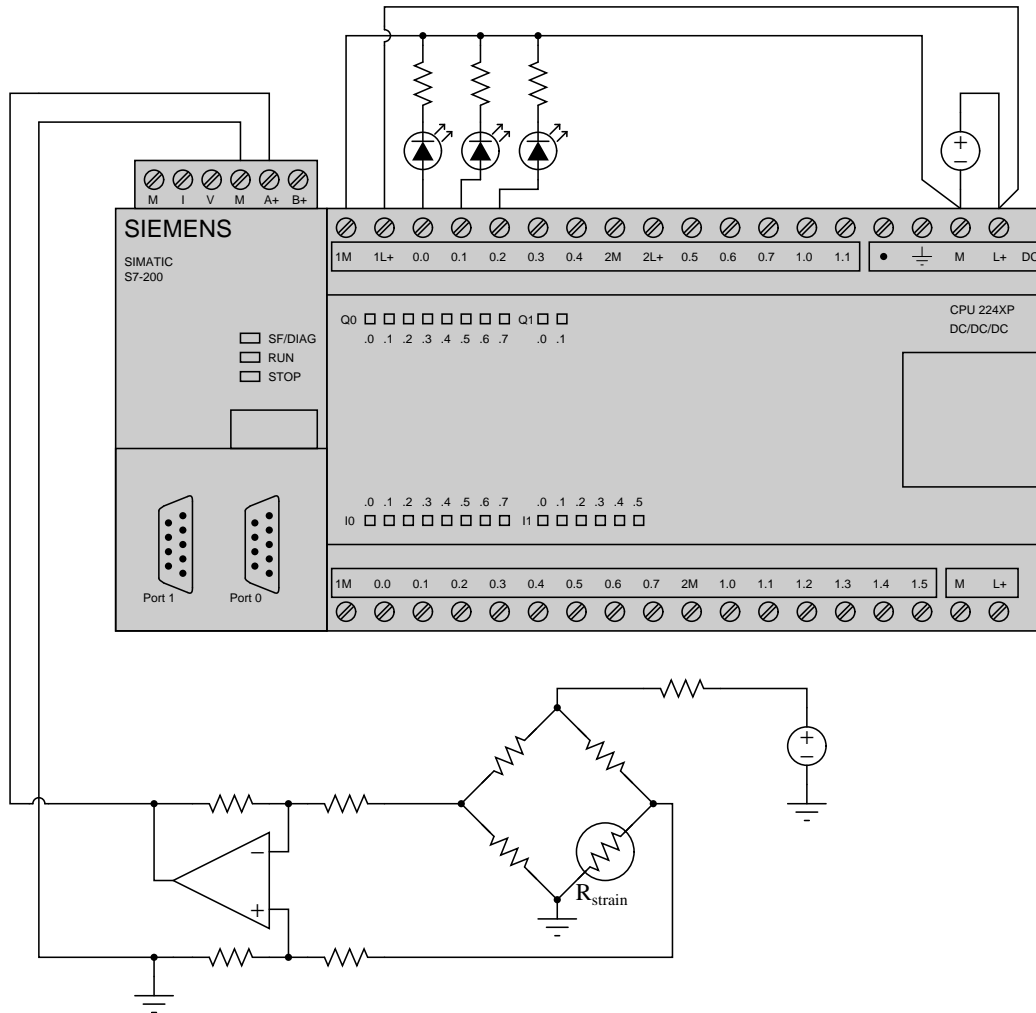 M I V M A+ B+
SIEMENS
SIMATIC
S7-200
1M 1L+ 0.0 0.1 0.2 0.3 0.4 2M 2L+ 0.5 0.6 0.7 1.0 1.1 M L+ DC
CPU 224XP
DC/DC/DC
Q0 Q1
.0 .1 .2 .3 .4 .5 .6 .7 .0 .1
SF/DIAG
RUN
STOP
.0 .1 .2 .3 .4 .5 .6 .7 .0 .1 .2 .3 .4 .5
I0 I1
Port 1 Port 0
1M 0.0 0.1 0.2 0.3 0.4 0.5 0.6 0.7 2M 1.0 1.1 1.2 1.3 1.4 1.5 M L+
Rstrain